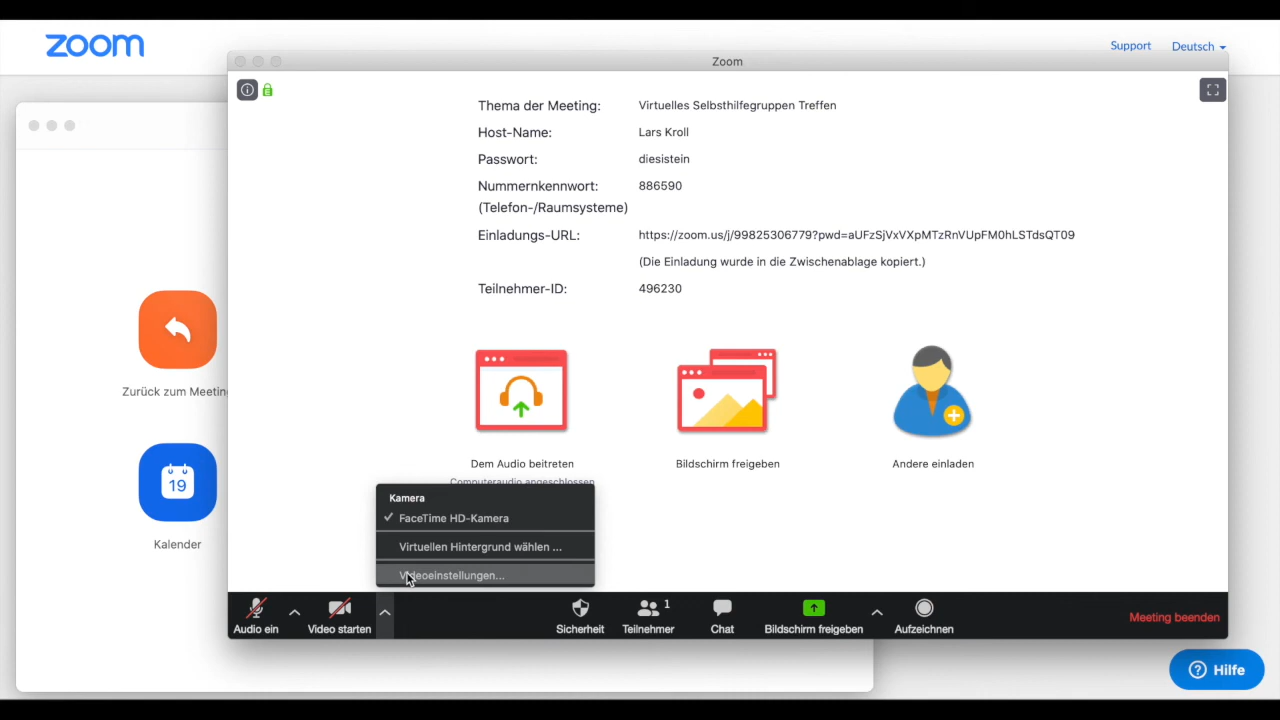 zoom
Support
Deutsch
Zoom
Thema der Meeting: Virtuelles Selbsthilfegruppen Treffen
Host-Name: Lars Kroll
Passwort: diesistein
Nummernkennwort: 886590
(Telefon-/Raumsysteme)
Einladungs-URL: https://zoom.us/j/99825306779?pwd=aUFzSjVxVXpMTzRnVUpFM0hLSTdsQT09
(Die Einladung wurde in die Zwischenablage kopiert.)
Teilnehmer-ID: 496230
Zurück zum Meeting
19
Kalender
Dem Audio beitreten
Computeraudio angeschlossen
Bildschirm freigeben
Andere einladen
Kamera
FaceTime HD-Kamera
Virtuellen Hintergrund wählen ...
Videoeinstellungen...
Audio ein
Video starten
Sicherheit
1
Teilnehmer
Chat
Bildschirm freigeben
Aufzeichnen
Meeting beenden
Hilfe